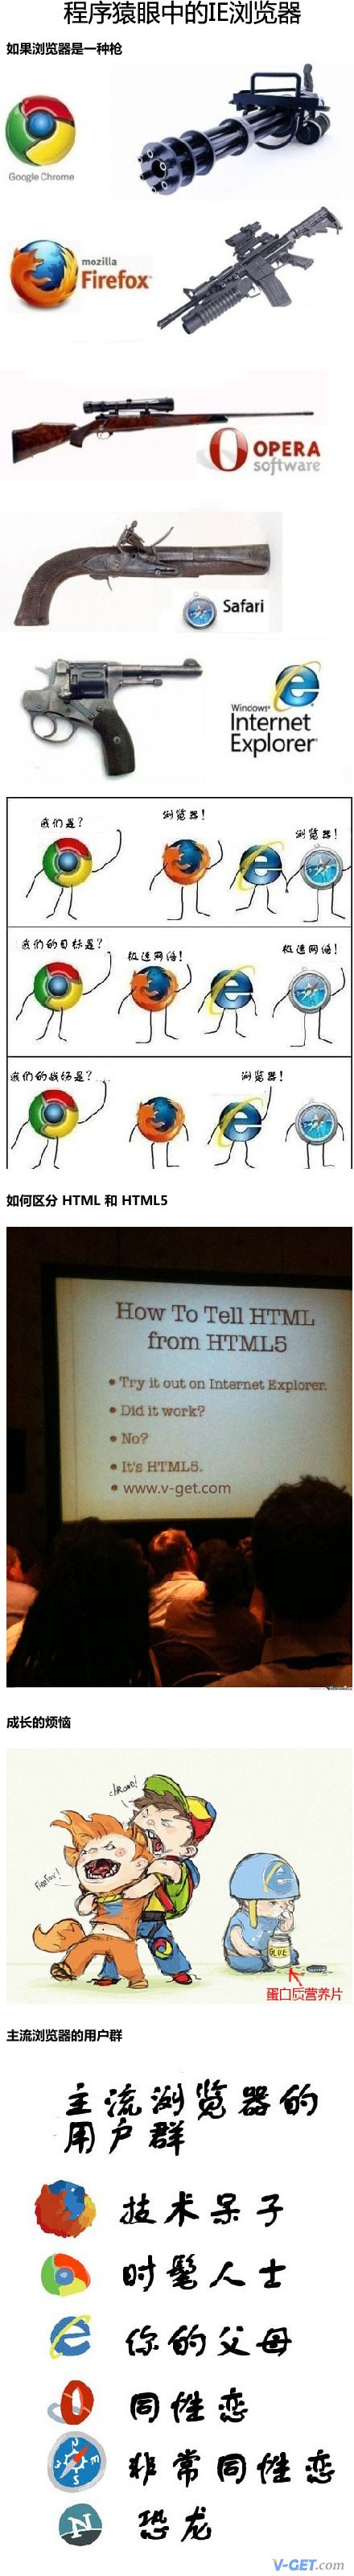 程序猿眼中的IE浏览器
如果浏览器是一种枪
Google Chrome
mozilla
Firefox
OPERA
software
Safari
Windows
Internet
Explorer
我们是?
浏览器!
浏览器!
我们的目标是?
极速网络!
极速网络!
我们的战场是?
浏览器!
如何区分 HTML 和 HTML5
How To Tell HTML
from HTML5
• Try it out on Internet Explorer.
• Did it work?
• No?
• It's HTML5.
• www.v-get.com
成长的烦恼
chrome!
Firefox!
GLUE
蛋白质营养片
主流浏览器的用户群
主流浏览器的
用户群
技术呆子
时髦人士
你的父母
同性恋
非常同性恋
N
E
W
S
N
恐龙
V-GET.com